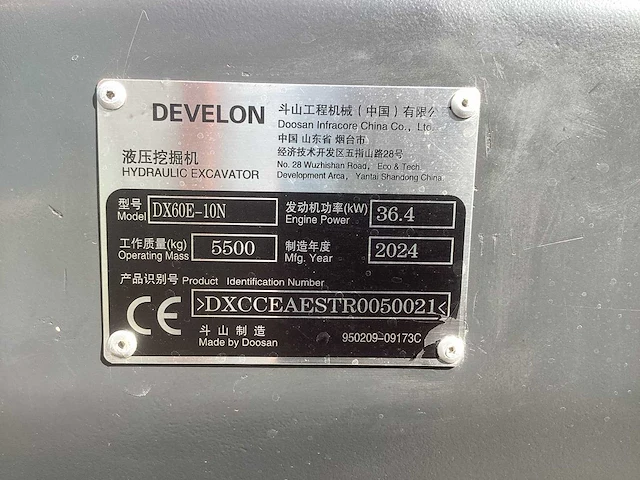 DEVELON
斗山工程机械(中国)有限公
Doosan Infracore China Co., Ltd.
中国 山东省 烟台市
经济技术开发区五指山路28号
No. 28 Wuzhishan Road, Eco & Tech.
Development Area, Yantai Shandong China.
液压挖掘机
HYDRAULIC EXCAVATOR
型号 DX60E-10N 发动机功率(kW) 36.4
Model Engine Power
工作质量(kg) 5500 制造年度 2024
Operating Mass Mfg. Year
产品识别号 Product Identification Number
>DXCCEAESTR0050021<
CE
斗山制造
Made by Doosan
950209-09173C